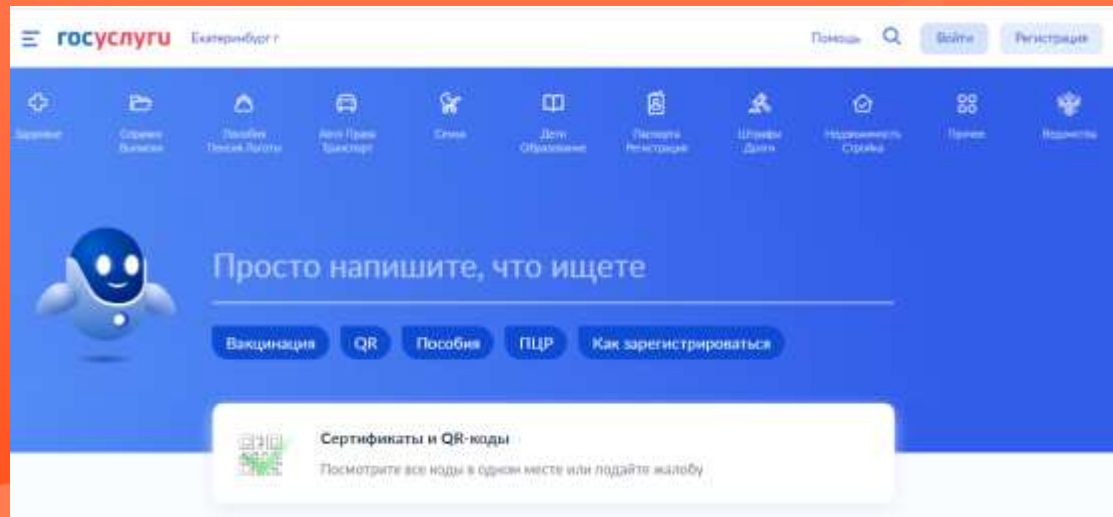 госуслуги Екатеринбург г Помощь Войти Регистрация
Здоровье
Справки
Выписки
Пособия
Пенсия Льготы
Авто Права
Транспорт
Семья
Дети
Образование
Паспорта
Регистрация
Штрафы
Долги
Недвижимость
Стройка
Прочее
Ведомства
Просто напишите, что ищете
Вакцинация QR Пособия ПЦР Как зарегистрироваться
Сертификаты и QR-коды
Посмотрите все коды в одном месте или подайте жалобу